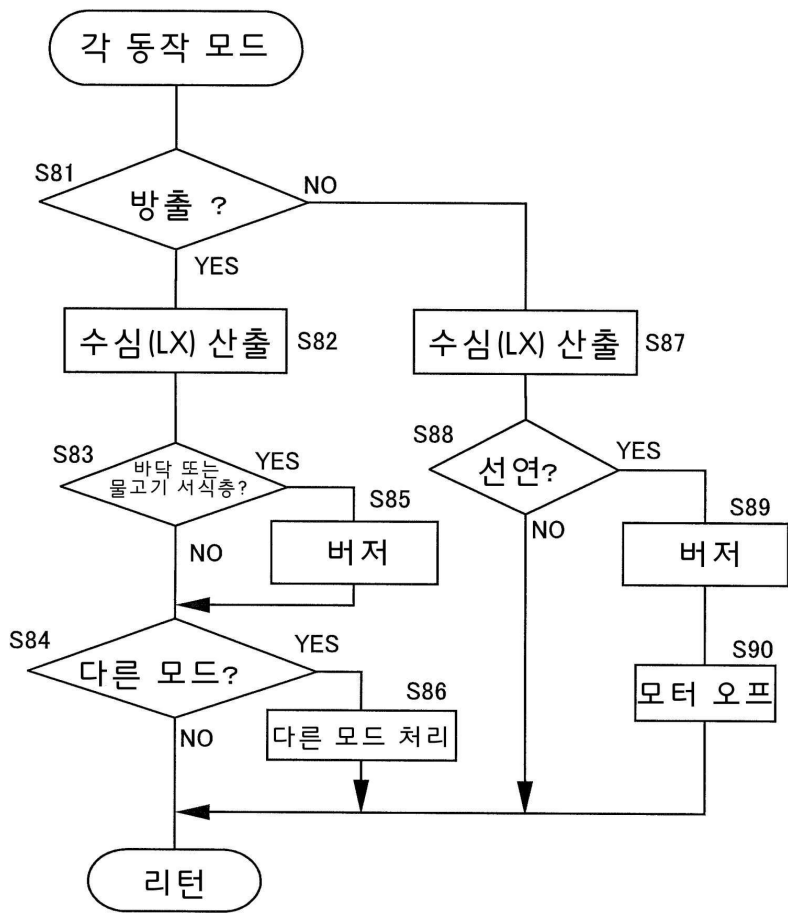 각 동작 모드
S81
방출 ?
NO
YES
수심(LX) 산출
S82
수심(LX) 산출
S87
S83
바닥 또는
물고기 서식층?
YES
NO
S85
버저
S88
선연?
YES
NO
S89
버저
S84
다른 모드?
YES
NO
S86
다른 모드 처리
S90
모터 오프
리턴